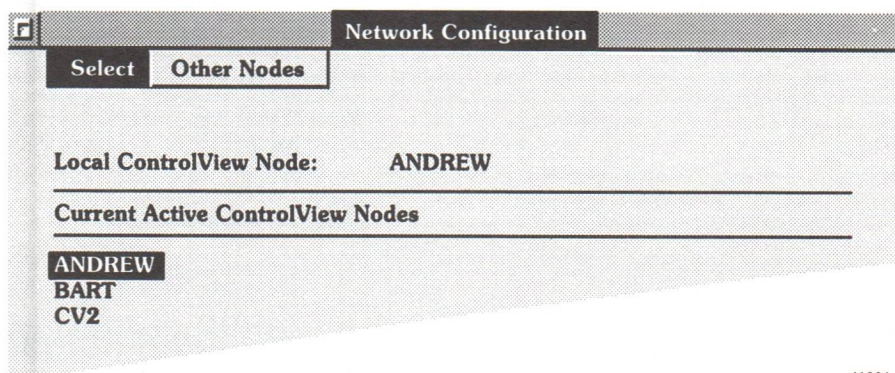 Network Configuration
Select Other Nodes
Local ControlView Node: ANDREW
Current Active ControlView Nodes
ANDREW
BART
CV2